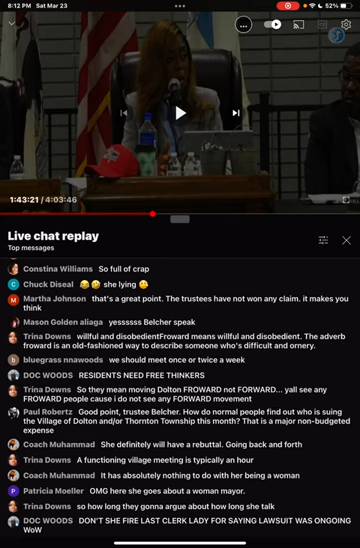 8:12 PM Sat Mar 23
52%
1:43:21 / 4:03:46
Live chat replay
Top messages
Constina Williams So full of crap
Chuck Diseal 😂🤣 she lying 🤥
Martha Johnson that's a great point. The trustees have not won any claim. it makes you
think
Mason Golden aliaga yessssss Belcher speak
Trina Downs willful and disobedientFroward means willful and disobedient. The adverb
froward is an old-fashioned way to describe someone who's difficult and ornery.
bluegrass nnawoods we should meet once or twice a week
DOC WOODS RESIDENTS NEED FREE THINKERS
Trina Downs So they mean moving Dolton FROWARD not FORWARD... yall see any
FROWARD people cause i do not see any FORWARD movement
Paul Robertz Good point, trustee Belcher. How do normal people find out who is suing
the Village of Dolton and/or Thornton Township this month? That is a major non-budgeted
expense
Coach Muhammad She definitely will have a rebuttal. Going back and forth
Trina Downs A functioning village meeting is typically an hour
Coach Muhammad It has absolutely nothing to do with her being a woman
Patricia Moeller OMG here she goes about a woman mayor.
Trina Downs so how long they gonna argue about how long she talk
DOC WOODS DON'T SHE FIRE LAST CLERK LADY FOR SAYING LAWSUIT WAS ONGOING
WoW